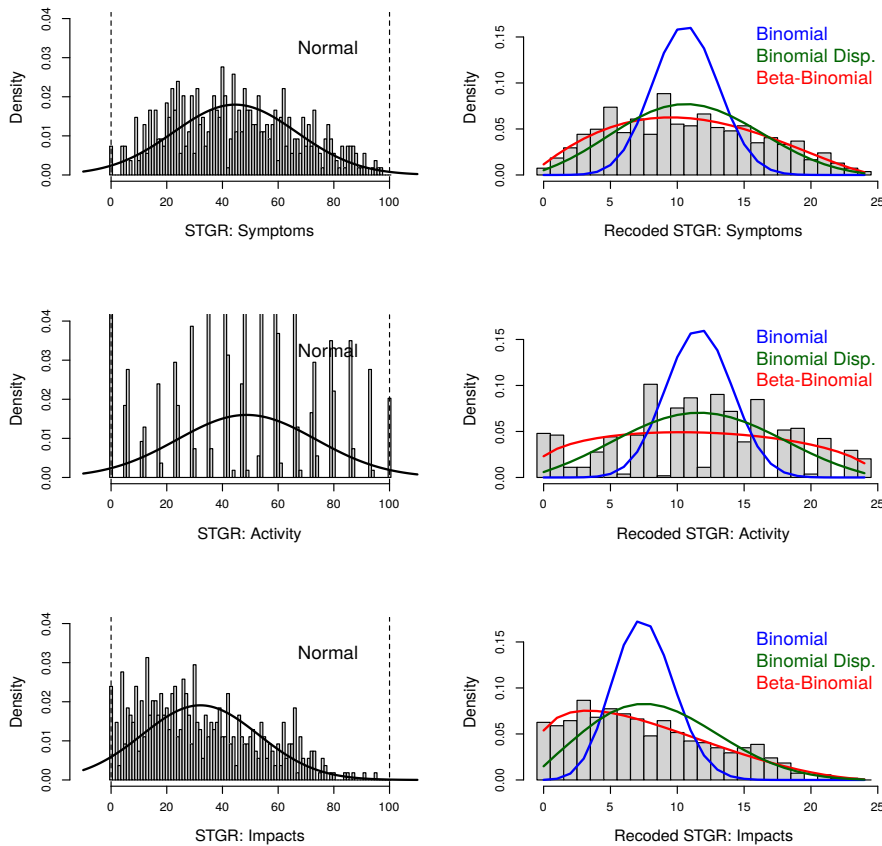 0.00 0.01 0.02 0.03 0.04
Density
Normal
0 20 40 60 80 100
STGR: Symptoms
0.00 0.05 0.10 0.15
Density
Binomial
Binomial Disp.
Beta-Binomial
0 5 10 15 20 25
Recoded STGR: Symptoms
0.00 0.01 0.02 0.03 0.04
Density
Normal
0 20 40 60 80 100
STGR: Activity
0.00 0.05 0.10 0.15
Density
Binomial
Binomial Disp.
Beta-Binomial
0 5 10 15 20 25
Recoded STGR: Activity
0.00 0.01 0.02 0.03 0.04
Density
Normal
0 20 40 60 80 100
STGR: Impacts
0.00 0.05 0.10 0.15
Density
Binomial
Binomial Disp.
Beta-Binomial
0 5 10 15 20 25
Recoded STGR: Impacts